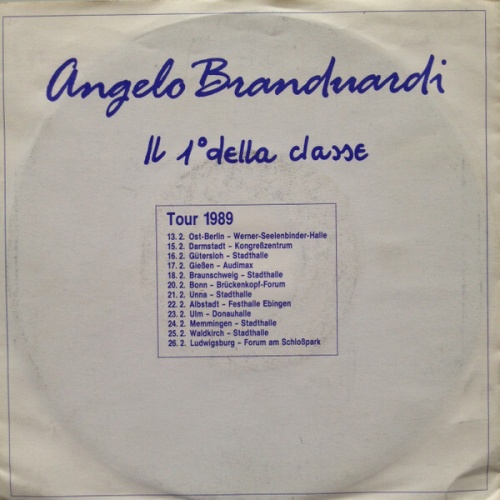 Angelo Branduardi
Il 1° della classe
Tour 1989
13. 2. Ost-Berlin – Werner-Seelenbinder-Halle
15. 2. Darmstadt – Kongreßzentrum
16. 2. Gütersloh – Stadthalle
17. 2. Gießen – Audimax
18. 2. Braunschweig – Stadthalle
20. 2. Bonn – Brückenkopf-Forum
21. 2. Unna – Stadthalle
22. 2. Albstadt – Festhalle Ebingen
23. 2. Ulm – Donauhalle
24. 2. Memmingen – Stadthalle
25. 2. Waldkirch – Stadthalle
26. 2. Ludwigsburg – Forum am Schloßpark